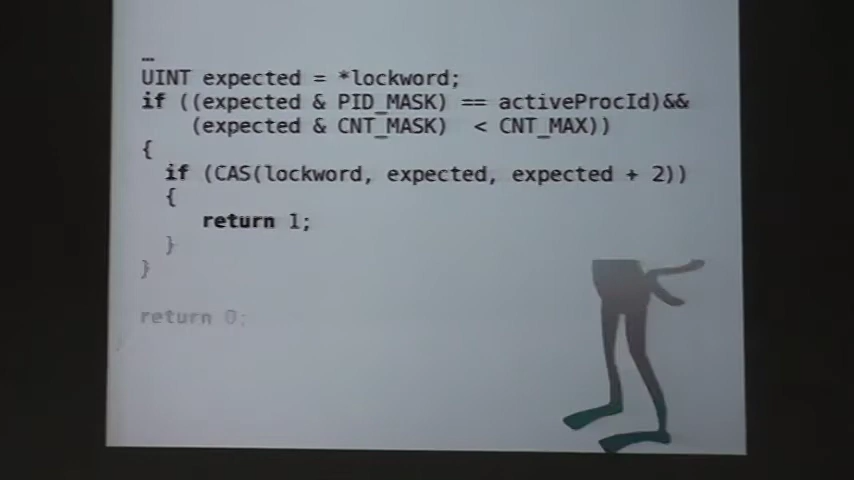 …
UINT expected = *lockword;
if ((expected & PID_MASK) == activeProcId)&&
(expected & CNT_MASK) < CNT_MAX))
{
if (CAS(lockword, expected, expected + 2))
{
return 1;
}
}
return 0;